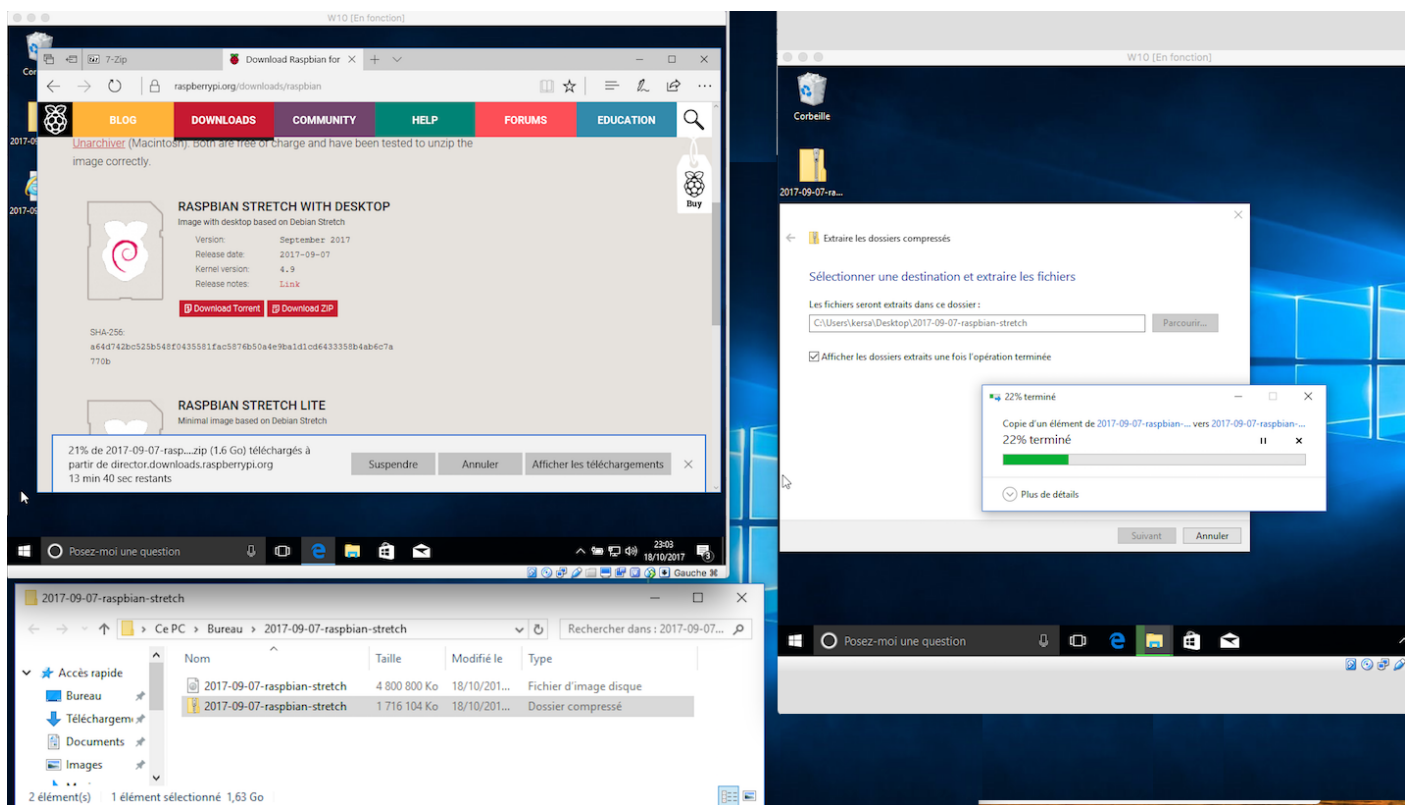 W10 [En fonction]
7-Zip
Download Raspbian for
raspberrypi.org/downloads/raspbian
BLOG DOWNLOADS COMMUNITY HELP FORUMS EDUCATION
Unarchiver (Macintosh). Both are free of charge and have been tested to unzip the
image correctly.
Buy
RASPBIAN STRETCH WITH DESKTOP
Image with desktop based on Debian Stretch
Version: September 2017
Release date: 2017-09-07
Kernel version: 4.9
Release notes: Link
Download Torrent Download ZIP
SHA-256:
a64d742bc525b548f0435581fac5876b50a4e9ba1d1cd6433358b4ab6c7a
770b
RASPBIAN STRETCH LITE
Minimal image based on Debian Stretch
21% de 2017-09-07-rasp....zip (1.6 Go) téléchargés à
partir de director.downloads.raspberrypi.org
13 min 40 sec restants
Suspendre Annuler Afficher les téléchargements
Cor
2017-09
2017-09
Posez-moi une question
23:03
18/10/2017
3
Gauche ⌘
2017-09-07-raspbian-stretch
Ce PC > Bureau > 2017-09-07-raspbian-stretch
Rechercher dans : 2017-09-07...
Nom Taille Modifié le Type
Accès rapide
Bureau
Téléchargem
Documents
Images
2017-09-07-raspbian-stretch 4 800 800 Ko 18/10/201... Fichier d'image disque
2017-09-07-raspbian-stretch 1 716 104 Ko 18/10/201... Dossier compressé
2 élément(s) 1 élément sélectionné 1,63 Go
W10 [En fonction]
Corbeille
2017-09-07-ra...
Extraire les dossiers compressés
Sélectionner une destination et extraire les fichiers
Les fichiers seront extraits dans ce dossier :
C:\Users\kersa\Desktop\2017-09-07-raspbian-stretch
Parcourir...
Afficher les dossiers extraits une fois l'opération terminée
22% terminé
Copie d'un élément de 2017-09-07-raspbian-... vers 2017-09-07-raspbian-...
22% terminé
Plus de détails
Suivant Annuler
Posez-moi une question